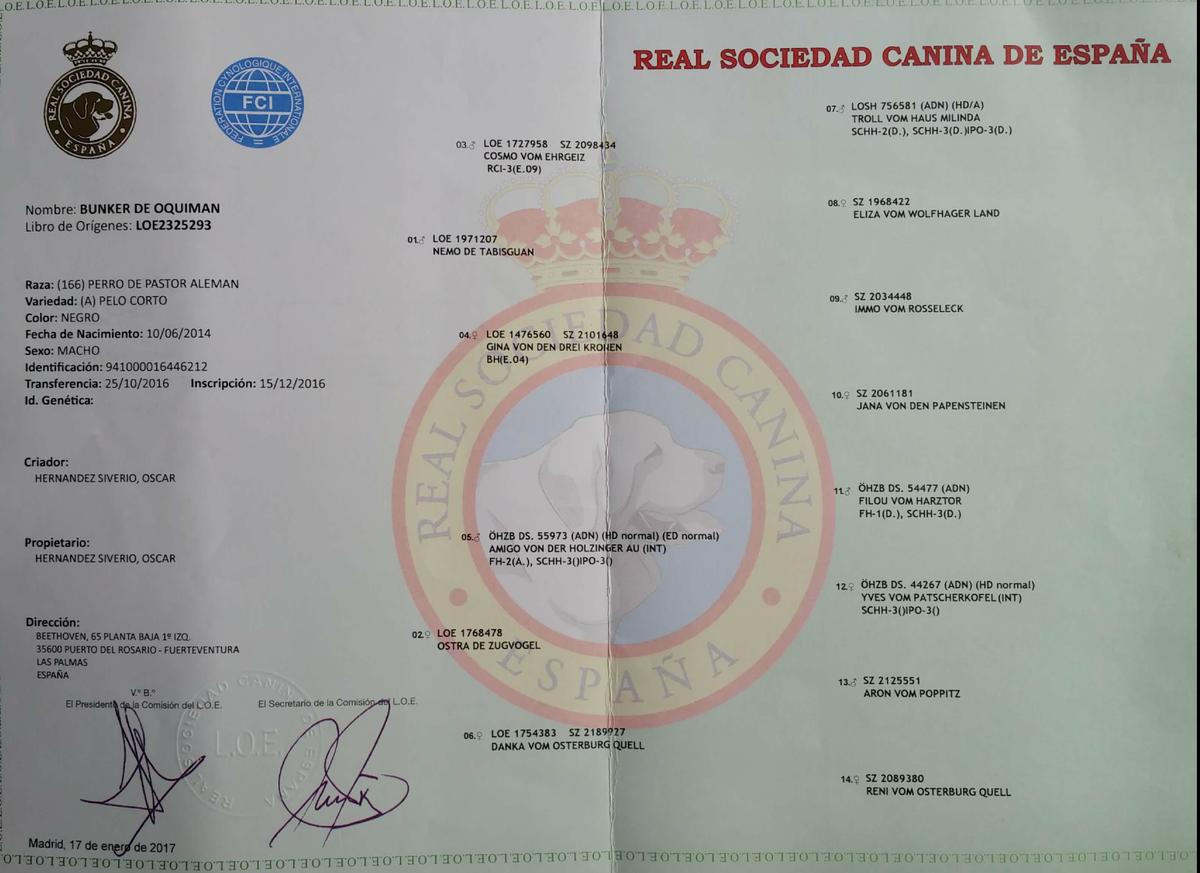 REAL SOCIEDAD CANINA
ESPAÑA
FEDERATION CYNOLOGIQUE INTERNATIONALE
FCI
REAL SOCIEDAD CANINA DE ESPAÑA
Nombre: BUNKER DE OQUIMAN
Libro de Orígenes: LOE2325293
Raza: (166) PERRO DE PASTOR ALEMAN
Variedad: (A) PELO CORTO
Color: NEGRO
Fecha de Nacimiento: 10/06/2014
Sexo: MACHO
Identificación: 941000016446212
Transferencia: 25/10/2016 Inscripción: 15/12/2016
Id. Genética:
Criador:
HERNANDEZ SIVERIO, OSCAR
Propietario:
HERNANDEZ SIVERIO, OSCAR
Dirección:
BEETHOVEN, 65 PLANTA BAJA 1º IZQ.
35600 PUERTO DEL ROSARIO - FUERTEVENTURA
LAS PALMAS
ESPAÑA
V.º B.º
El Presidente de la Comisión del L.O.E. El Secretario de la Comisión del L.O.E.
REAL SOCIEDAD CANINA DE ESPAÑA
L.O.E.
Madrid, 17 de enero de 2017
01.♂ LOE 1971207
NEMO DE TABISGUAN
02.♀ LOE 1768478
OSTRA DE ZUGVOGEL
03.♂ LOE 1727958 SZ 2098434
COSMO VOM EHRGEIZ
RCI-3(E.09)
04.♀ LOE 1476560 SZ 2101648
GINA VON DEN DREI KRONEN
BH(E.04)
05.♂ ÖHZB DS. 55973 (ADN) (HD normal) (ED normal)
AMIGO VON DER HOLZINGER AU (INT)
FH-2(A.), SCHH-3()IPO-3()
06.♀ LOE 1754383 SZ 2189927
DANKA VOM OSTERBURG QUELL
07.♂ LOSH 756581 (ADN) (HD/A)
TROLL VOM HAUS MILINDA
SCHH-2(D.), SCHH-3(D.)IPO-3(D.)
08.♀ SZ 1968422
ELIZA VOM WOLFHAGER LAND
09.♂ SZ 2034448
IMMO VOM ROSSELECK
10.♀ SZ 2061181
JANA VON DEN PAPENSTEINEN
11.♂ ÖHZB DS. 54477 (ADN)
FILOU VOM HARZTOR
FH-1(D.), SCHH-3(D.)
12.♀ ÖHZB DS. 44267 (ADN) (HD normal)
YVES VOM PATSCHERKOFEL (INT)
SCHH-3()IPO-3()
13.♂ SZ 2125551
ARON VOM POPPITZ
14.♀ SZ 2089380
RENI VOM OSTERBURG QUELL
REAL SOCIEDAD CANINA
ESPAÑA